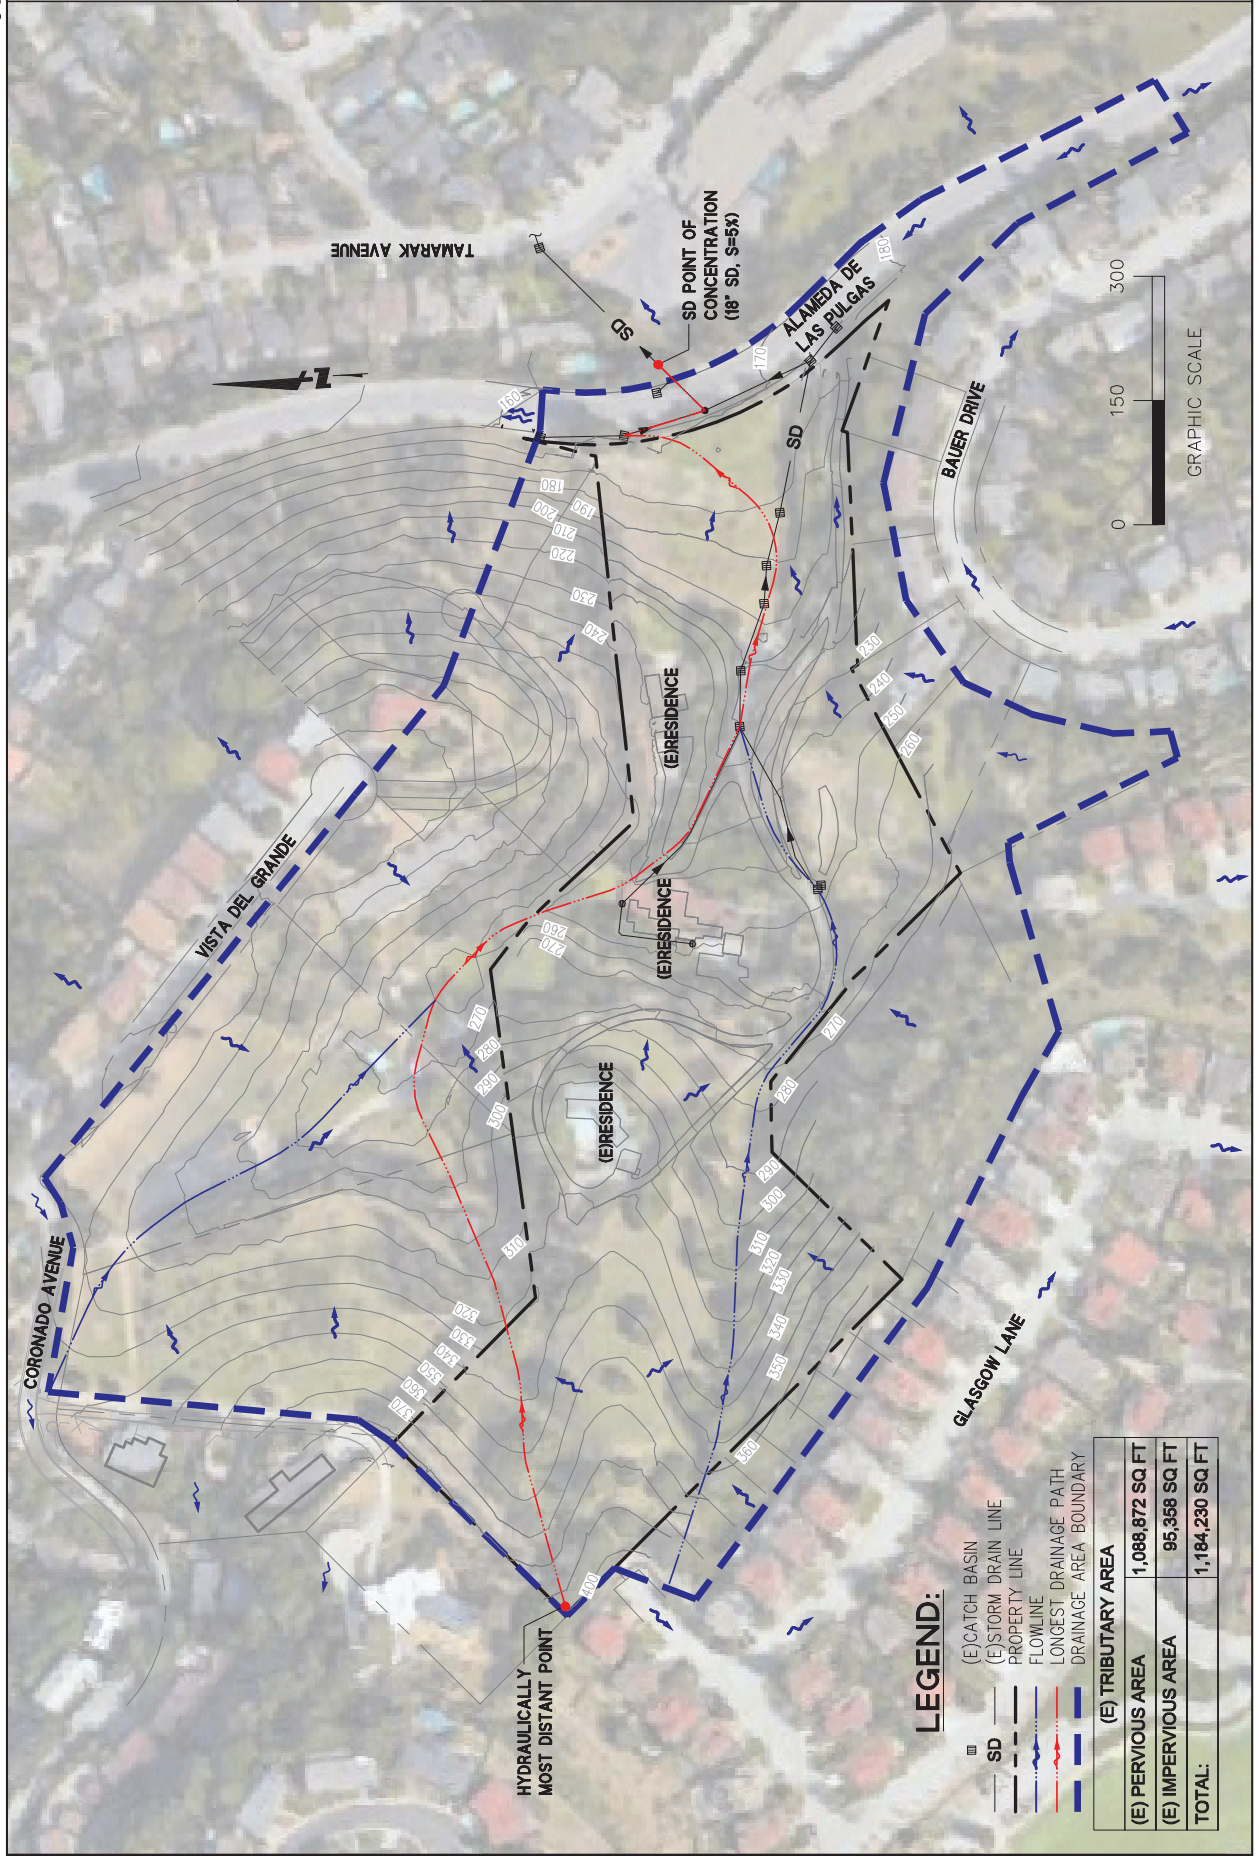 CORONADO AVENUE
VISTA DEL GRANDE
TAMARAK AVENUE
SD
SD POINT OF
CONCENTRATION
(18" SD, S=5%)
ALAMEDA DE
LAS PULGAS
SD
BAUER DRIVE
GLASGOW LANE
(E)RESIDENCE
(E)RESIDENCE
(E)RESIDENCE
HYDRAULICALLY
MOST DISTANT POINT
160
170
180
180
190
200
210
220
230
240
230
240
250
260
260
270
270
280
290
300
310
320
330
340
350
360
370
400
270
280
290
300
310
320
330
340
350
360
0 150 300
GRAPHIC SCALE
LEGEND:
(E)CATCH BASIN
SD (E)STORM DRAIN LINE
PROPERTY LINE
FLOWLINE
LONGEST DRAINAGE PATH
DRAINAGE AREA BOUNDARY
(E) TRIBUTARY AREA
(E) PERVIOUS AREA 1,088,872 SQ FT
(E) IMPERVIOUS AREA 95,358 SQ FT
TOTAL: 1,184,230 SQ FT